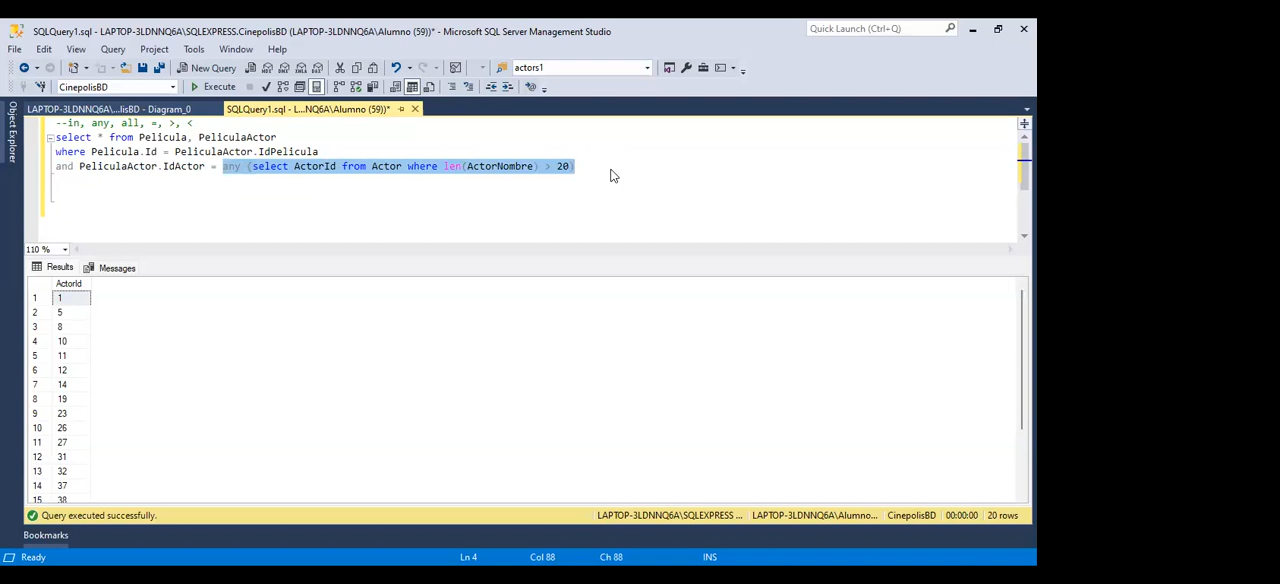 SQLQuery1.sql - LAPTOP-3LDNNQ6A\SQLEXPRESS.CinepolisBD (LAPTOP-3LDNNQ6A\Alumno (59))* - Microsoft SQL Server Management Studio
Quick Launch (Ctrl+Q)
File Edit View Query Project Tools Window Help
New Query
actors1
CinepolisBD
Execute
LAPTOP-3LDNNQ6A\...lisBD - Diagram_0
SQLQuery1.sql - L...NQ6A\Alumno (59))*
Object Explorer
--in, any, all, =, >, <
select * from Pelicula, PeliculaActor
where Pelicula.Id = PeliculaActor.IdPelicula
and PeliculaActor.IdActor = any (select ActorId from Actor where len(ActorNombre) > 20)
110 %
Results Messages
ActorId
1 1
2 5
3 8
4 10
5 11
6 12
7 14
8 19
9 23
10 26
11 27
12 31
13 32
14 37
15 38
Query executed successfully.
LAPTOP-3LDNNQ6A\SQLEXPRESS ... LAPTOP-3LDNNQ6A\Alumno... CinepolisBD 00:00:00 20 rows
Bookmarks
Ready Ln 4 Col 88 Ch 88 INS